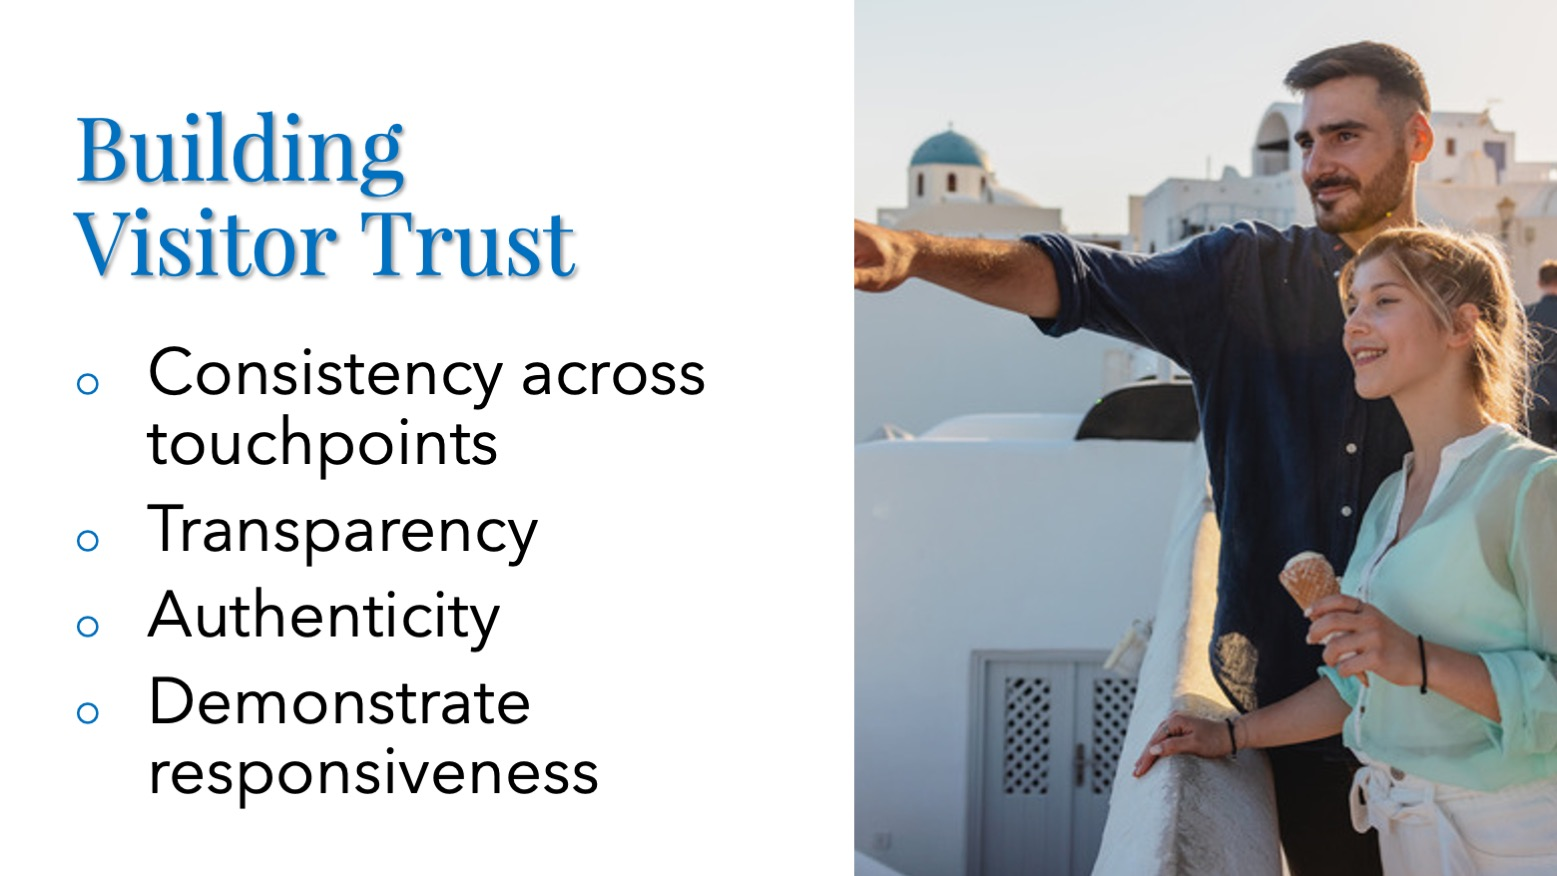 Building
Visitor Trust
Consistency across
touchpoints
Transparency
Authenticity
Demonstrate
responsiveness